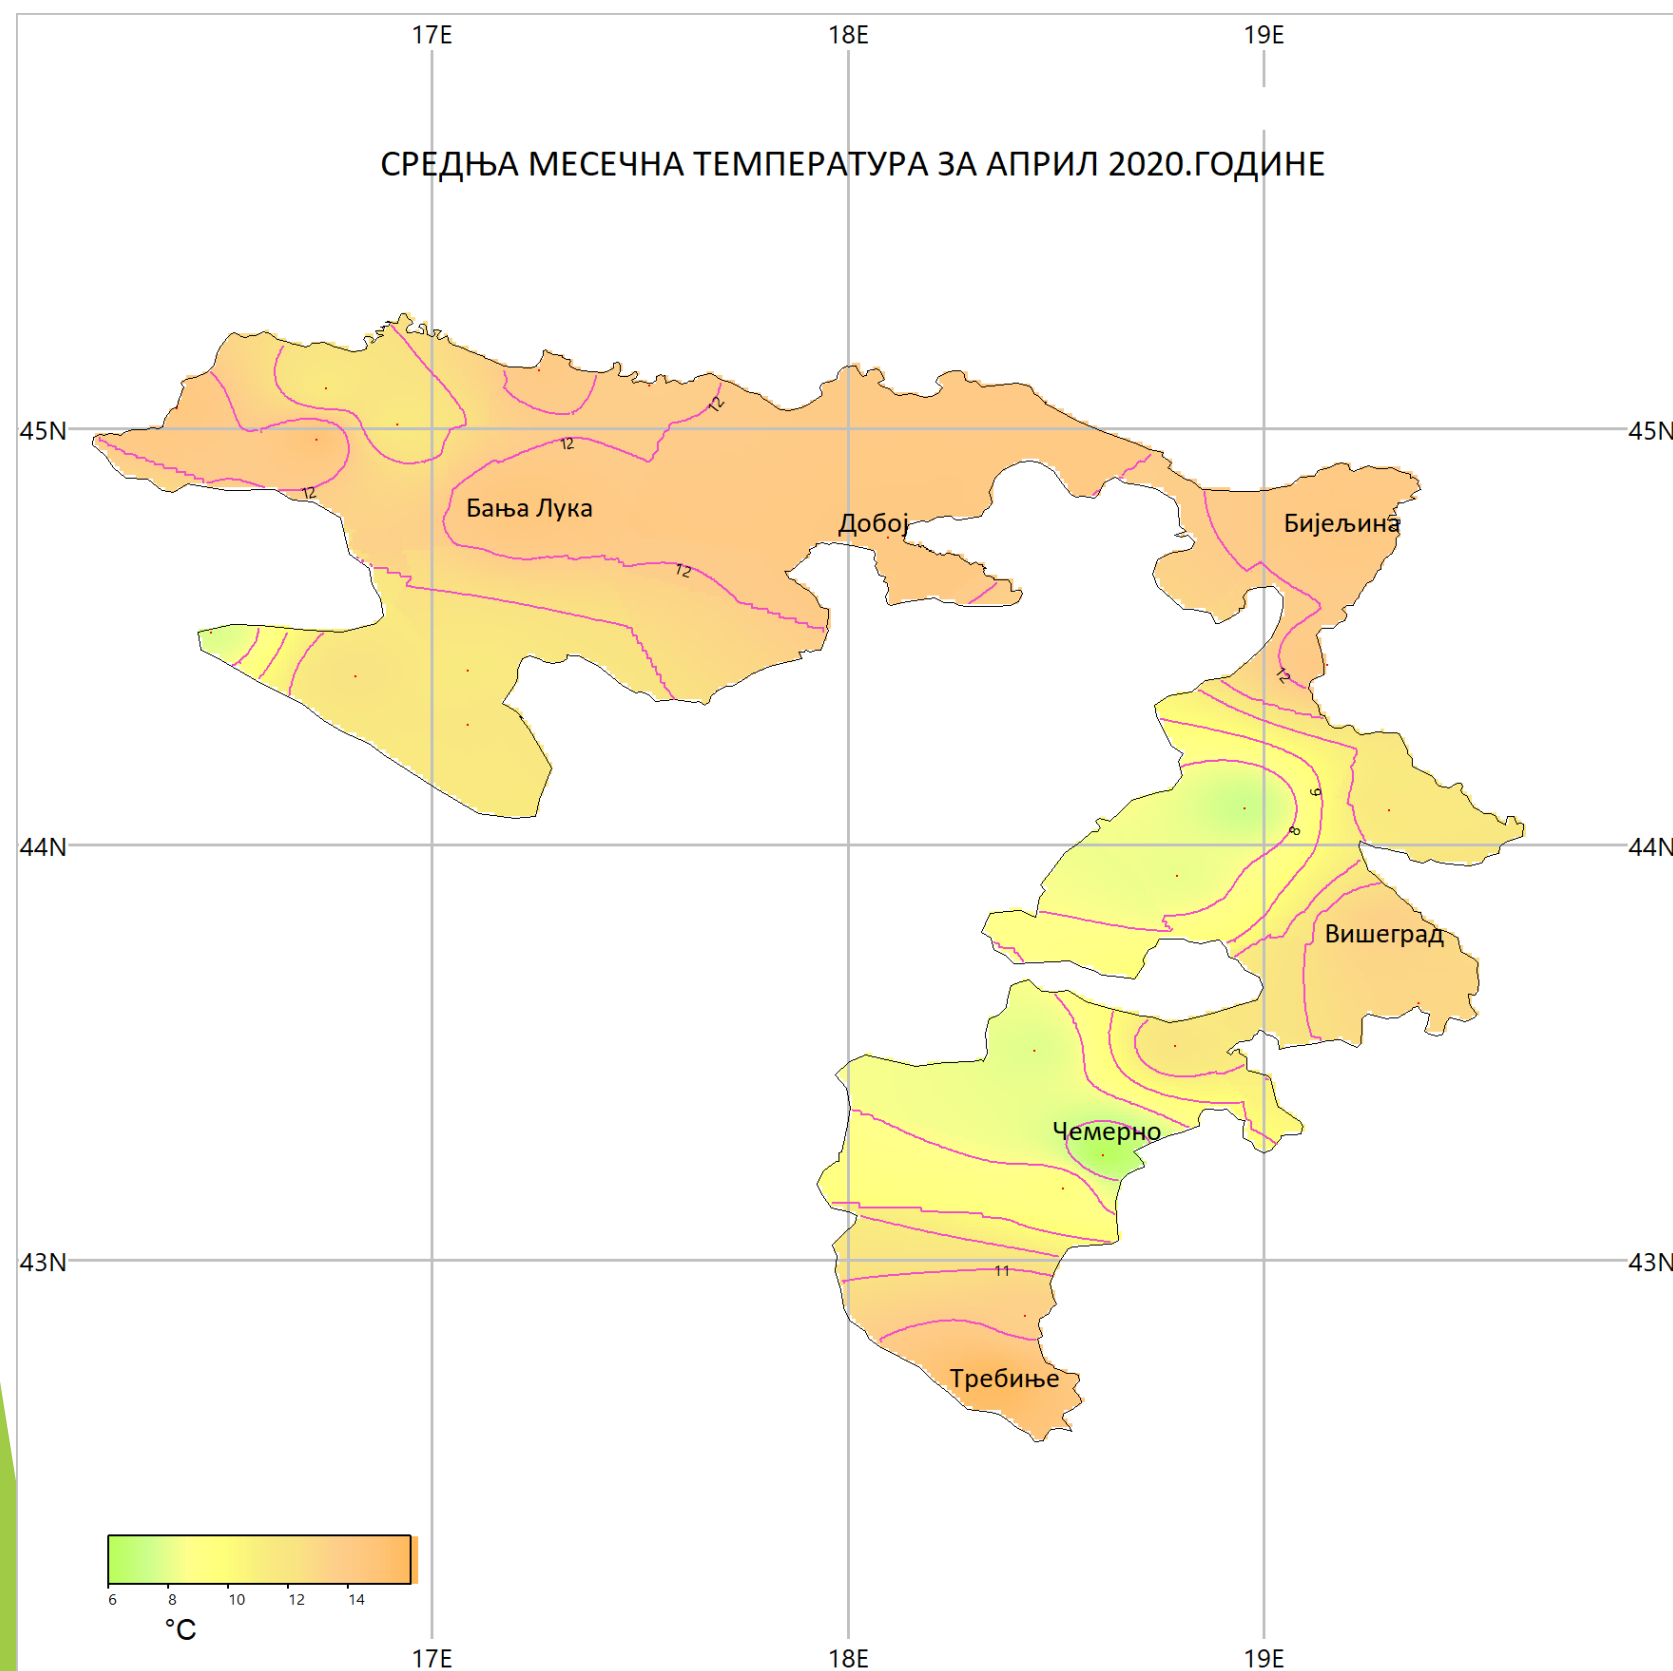 17E 18E 19E
СРЕДЊА МЕСЕЧНА ТЕМПЕРАТУРА ЗА АПРИЛ 2020.ГОДИНЕ
12
45N 45N
12
12
Бања Лука
Добој
Бијељина
12
12
9
8
44N 44N
Вишеград
Чемерно
43N 43N
11
Требиње
6 8 10 12 14
°C
17E 18E 19E